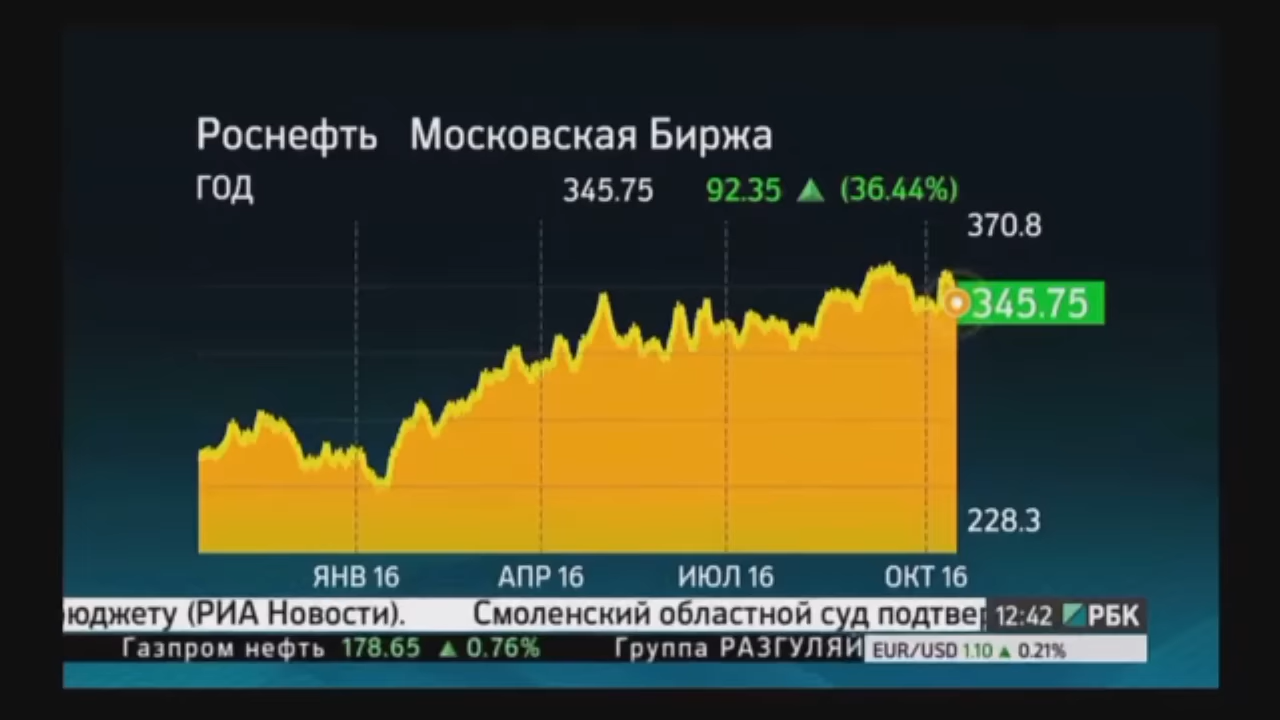 Роснефть Московская Биржа
ГОД 345.75 92.35 ▲ (36.44%)
370.8
345.75
228.3
ЯНВ 16 АПР 16 ИЮЛ 16 ОКТ 16
юджету (РИА Новости). Смоленский областной суд подтвер 12:42 РБК
Газпром нефть 178.65 ▲ 0.76% Группа РАЗГУЛЯЙ EUR/USD 1.10 ▲ 0.21%